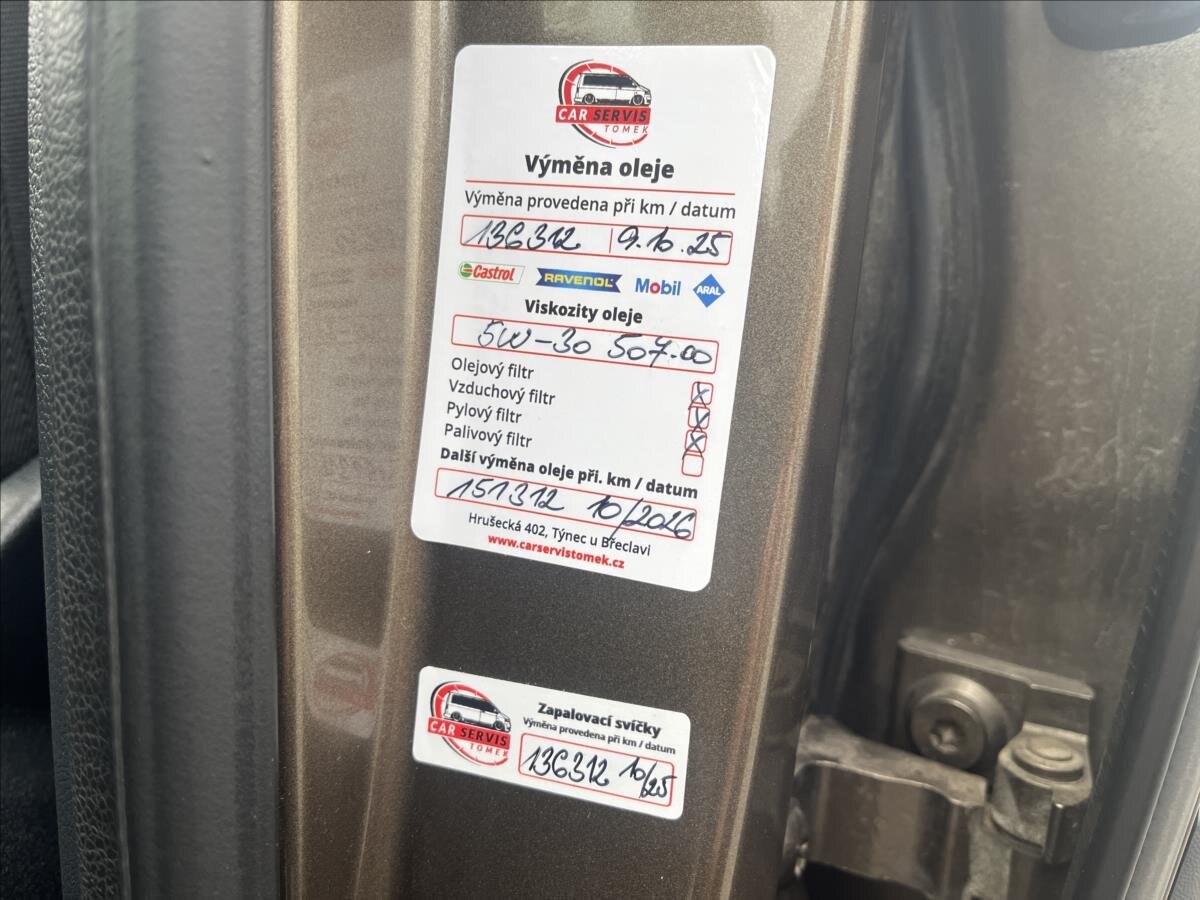 CAR SERVIS
TOMEK
Výměna oleje
Výměna provedena při km / datum
136312 9.10.25
Castrol RAVENOL Mobil ARAL
Viskozity oleje
5W-30 507.00
Olejový filtr X
Vzduchový filtr X
Pylový filtr X
Palivový filtr
Další výměna oleje při. km / datum
151312 10/2026
Hrušecká 402, Týnec u Břeclavi
www.carservistomek.cz
CAR SERVIS
TOMEK
Zapalovací svíčky
Výměna provedena při km / datum
136312 10/25